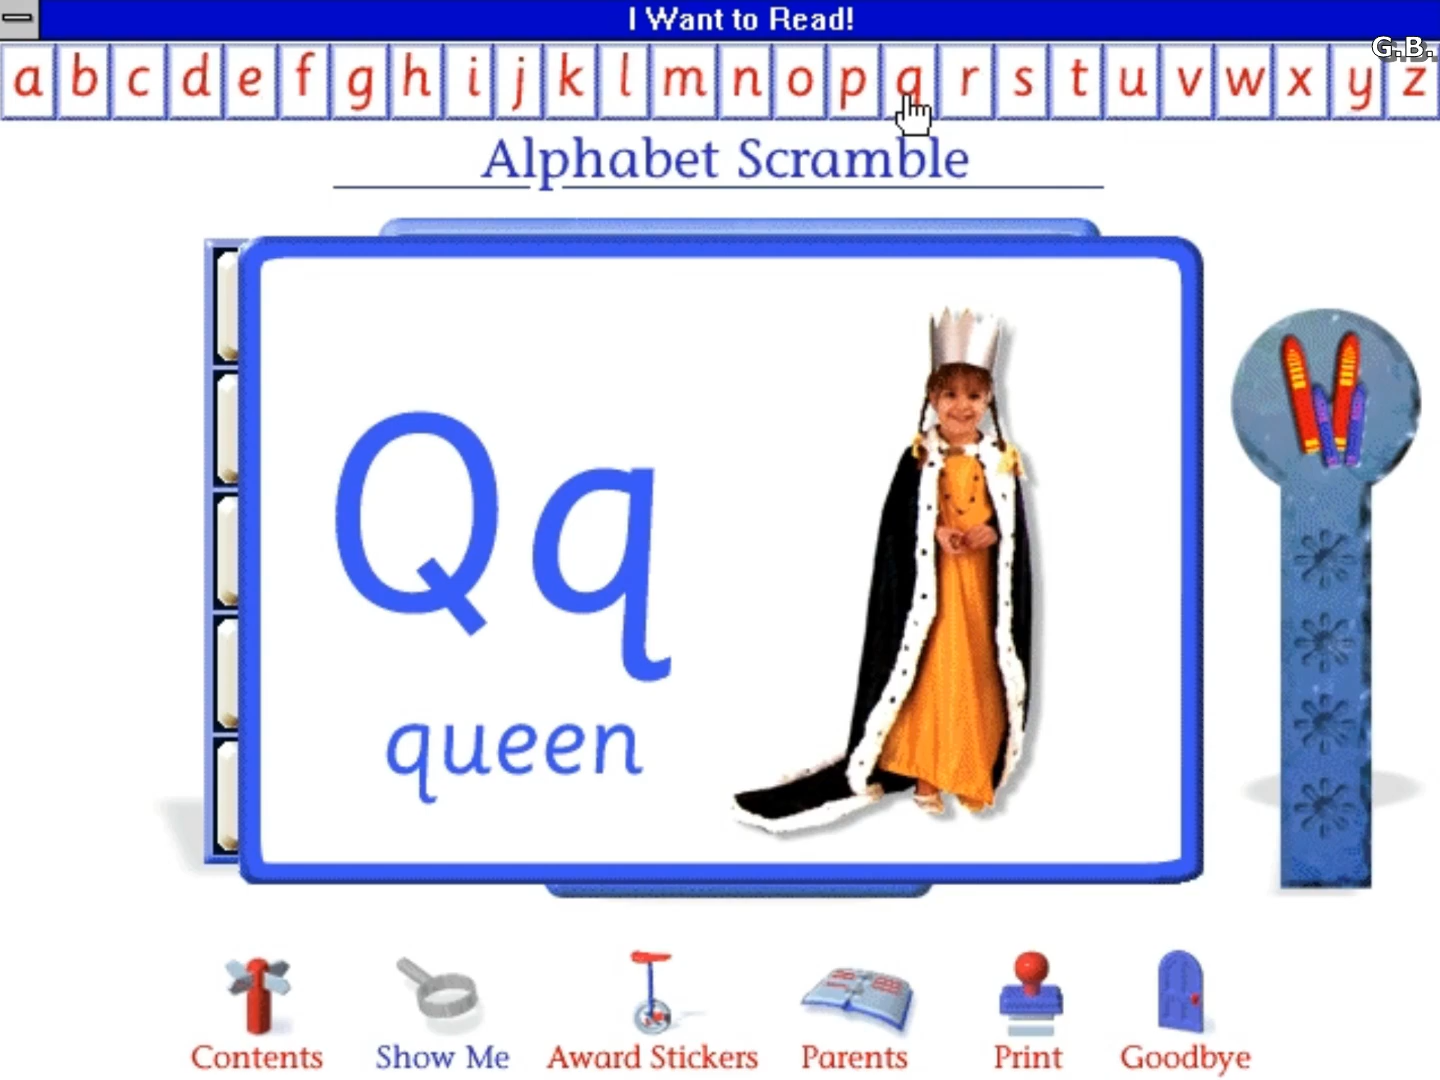 I Want to Read!
G.B.
a b c d e f g h i j k l m n o p q r s t u v w x y z
Alphabet Scramble
Qq
queen
Contents Show Me Award Stickers Parents Print Goodbye